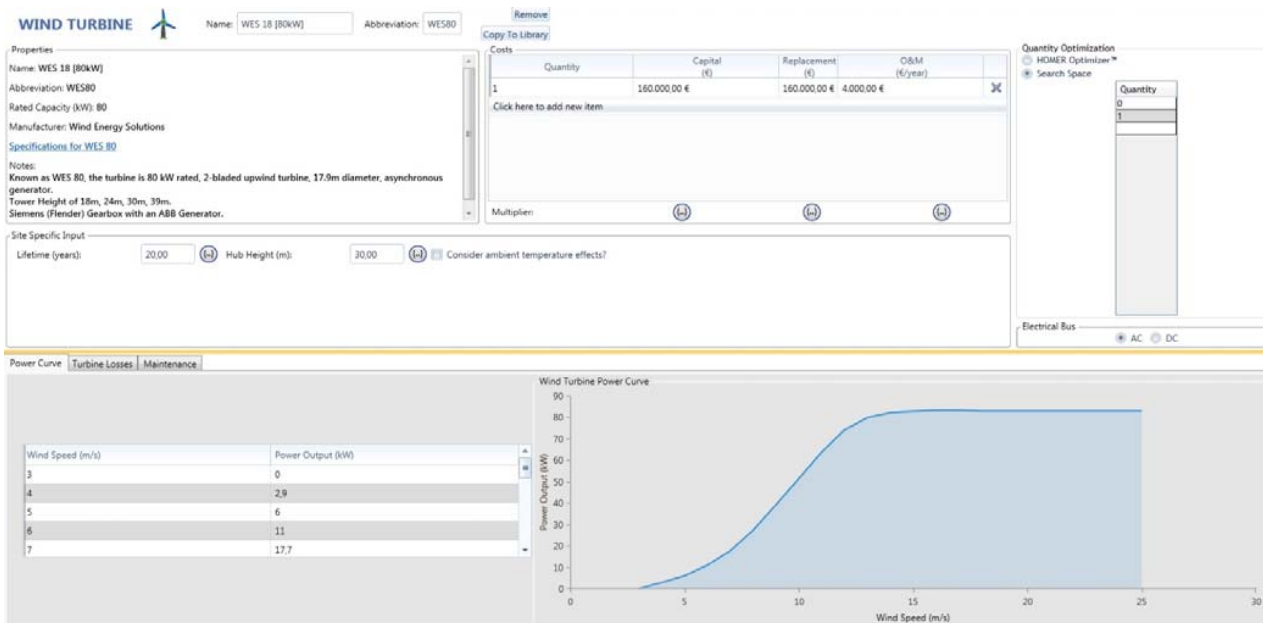 WIND TURBINE
Name: WES 18 [80kW]
Abbreviation: WES80
Remove
Copy To Library
Properties
Name: WES 18 [80kW]
Abbreviation: WES80
Rated Capacity (kW): 80
Manufacturer: Wind Energy Solutions
Specifications for WES 80
Notes:
Known as WES 80, the turbine is 80 kW rated, 2-bladed upwind turbine, 17.9m diameter, asynchronous
generator.
Tower Height of 18m, 24m, 30m, 39m.
Siemens (Flender) Gearbox with an ABB Generator.
Costs
Quantity Capital (€) Replacement (€) O&M (€/year)
1 160.000,00 € 160.000,00 € 4.000,00 €
Click here to add new item
Multiplier: (..) (..) (..)
Quantity Optimization
HOMER Optimizer™
Search Space
Quantity
0
1
Site Specific Input
Lifetime (years): 20,00 (..) Hub Height (m): 30,00 (..) Consider ambient temperature effects?
Electrical Bus
AC DC
Power Curve Turbine Losses Maintenance
Wind Speed (m/s) Power Output (kW)
3 0
4 2,9
5 6
6 11
7 17,7
Wind Turbine Power Curve
Power Output (kW)
90
80
70
60
50
40
30
20
10
0
0 5 10 15 20 25 30
Wind Speed (m/s)